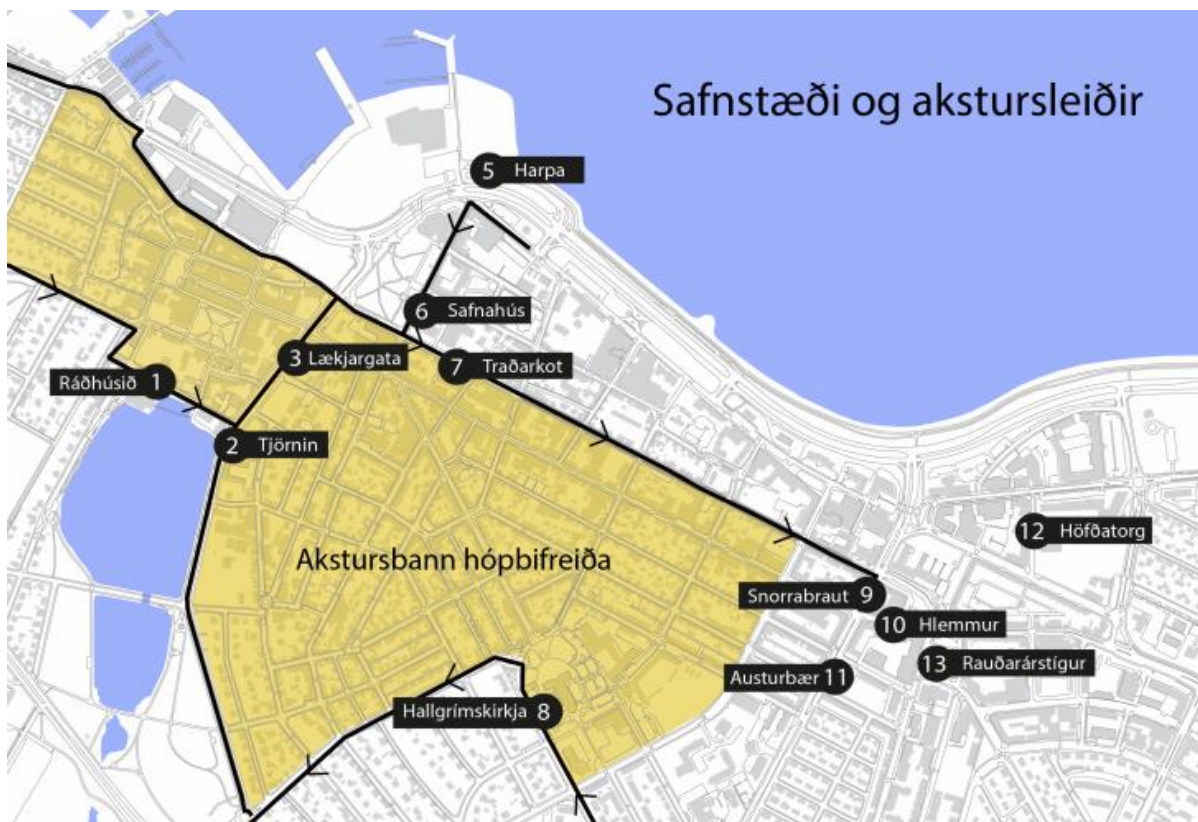 Safnstæði og akstursleiðir
5 Harpa
6 Safnahús
3 Lækjargata
7 Traðarkot
Ráðhúsið 1
2 Tjörnin
12 Höfðatorg
Akstursbann hópbifreiða
Snorrabraut 9
10 Hlemmur
13 Rauðarárstígur
Austurbær 11
Hallgrímskirkja 8